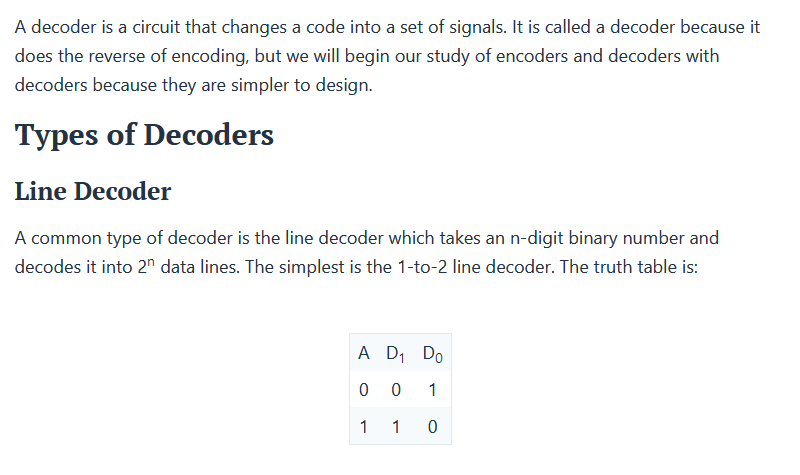 A decoder is a circuit that changes a code into a set of signals. It is called a decoder because it
does the reverse of encoding, but we will begin our study of encoders and decoders with
decoders because they are simpler to design.
Types of Decoders
Line Decoder
A common type of decoder is the line decoder which takes an n-digit binary number and
decodes it into 2ⁿ data lines. The simplest is the 1-to-2 line decoder. The truth table is:
A D₁ D₀
0 0 1
1 1 0